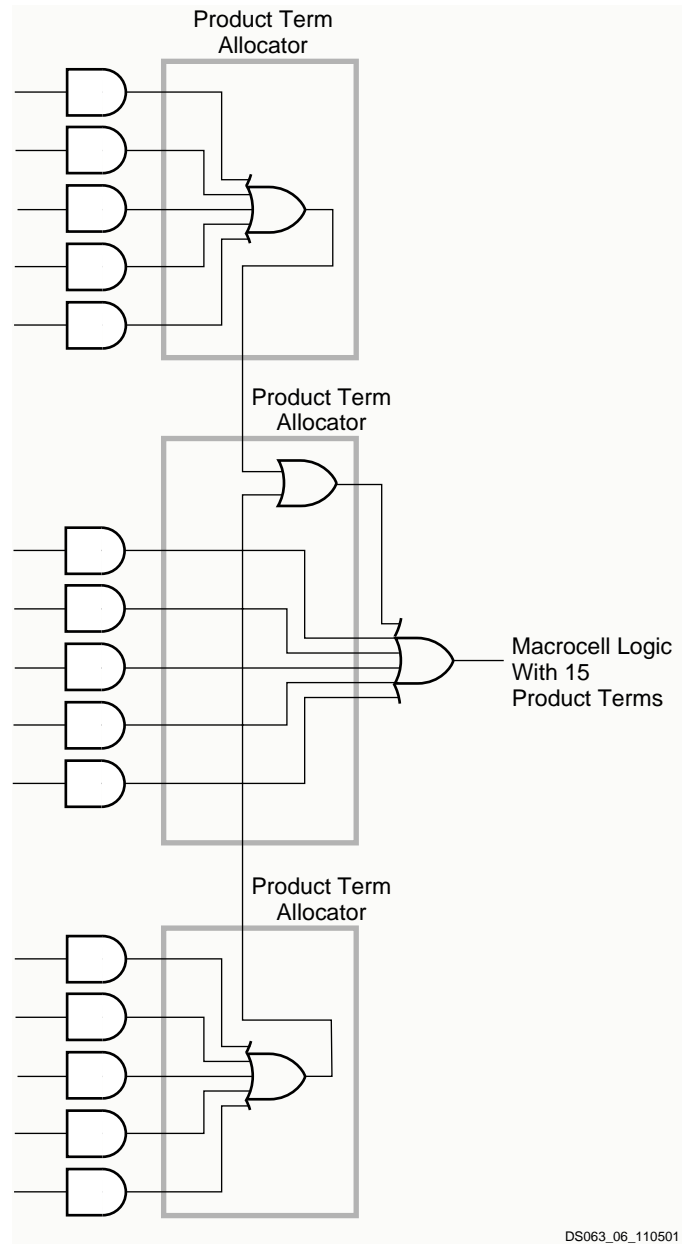 Product Term
Allocator
Product Term
Allocator
Macrocell Logic
With 15
Product Terms
Product Term
Allocator
DS063_06_110501